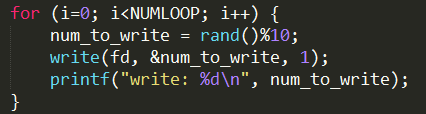 for (i=0; i<NUMLOOP; i++) {
    num_to_write = rand()%10;
    write(fd, &num_to_write, 1);
    printf("write: %d\n", num_to_write);
}